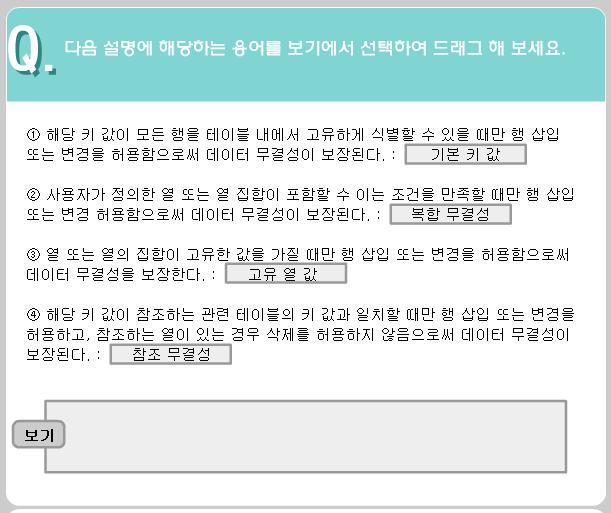 Q. 다음 설명에 해당하는 용어를 보기에서 선택하여 드래그 해 보세요.
① 해당 키 값이 모든 행을 테이블 내에서 고유하게 식별할 수 있을 때만 행 삽입
또는 변경을 허용함으로써 데이터 무결성이 보장된다. : 기본 키 값
② 사용자가 정의한 열 또는 열 집합이 포함할 수 이는 조건을 만족할 때만 행 삽입
또는 변경 허용함으로써 데이터 무결성이 보장된다. : 복합 무결성
③ 열 또는 열의 집합이 고유한 값을 가질 때만 행 삽입 또는 변경을 허용함으로써
데이터 무결성을 보장한다. : 고유 열 값
④ 해당 키 값이 참조하는 관련 테이블의 키 값과 일치할 때만 행 삽입 또는 변경을
허용하고, 참조하는 열이 있는 경우 삭제를 허용하지 않음으로써 데이터 무결성이
보장된다. : 참조 무결성
보기